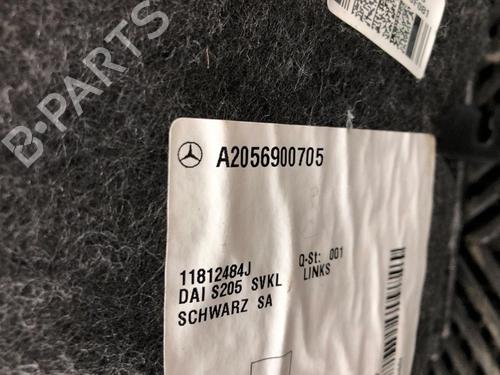 B-PARTS
A2056900705
11812484J
Q-St: 001
DAI S205 SVKL
LINKS
SCHWARZ SA